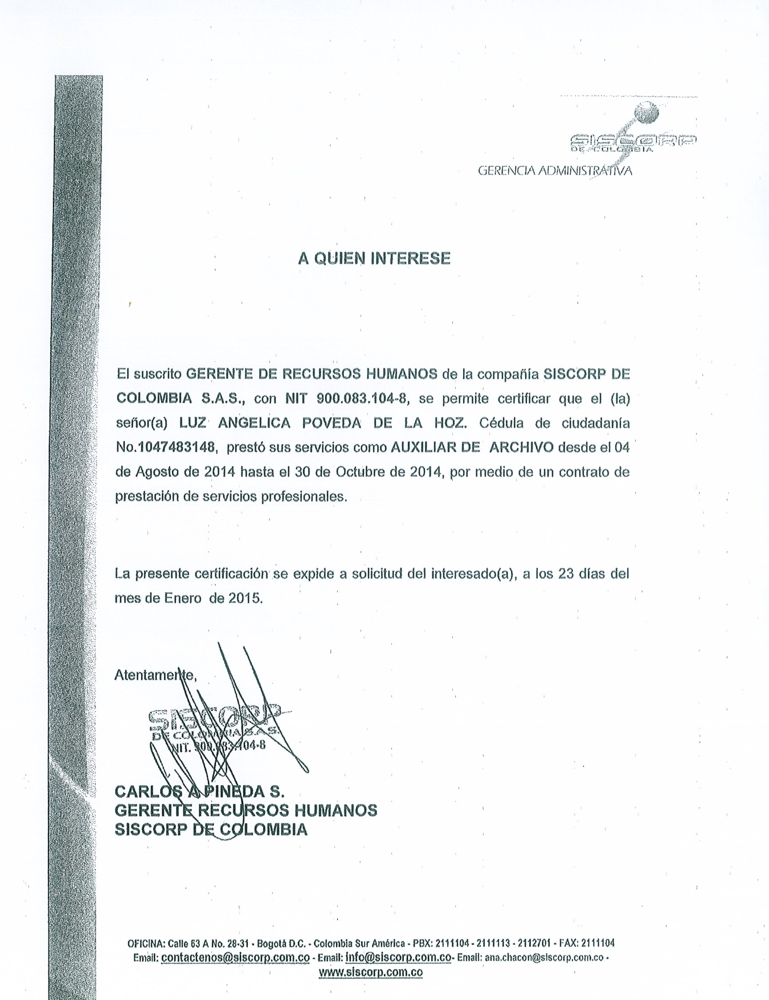 SISCORP
DE COLOMBIA
GERENCIA ADMINISTRATIVA
A QUIEN INTERESE
El suscrito GERENTE DE RECURSOS HUMANOS de la compañía SISCORP DE
COLOMBIA S.A.S., con NIT 900.083.104-8, se permite certificar que el (la)
señor(a) LUZ ANGELICA POVEDA DE LA HOZ. Cédula de ciudadanía
No.1047483148, prestó sus servicios como AUXILIAR DE ARCHIVO desde el 04
de Agosto de 2014 hasta el 30 de Octubre de 2014, por medio de un contrato de
prestación de servicios profesionales.
La presente certificación se expide a solicitud del interesado(a), a los 23 días del
mes de Enero de 2015.
Atentamente,
SISCORP
DE COLOMBIA S.A.S.
NIT. 900.083.104-8
CARLOS A PINEDA S.
GERENTE RECURSOS HUMANOS
SISCORP DE COLOMBIA
OFICINA: Calle 63 A No. 28-31 - Bogotá D.C. - Colombia Sur América - PBX: 2111104 - 2111113 - 2112701 - FAX: 2111104
Email: contactenos@siscorp.com.co - Email: info@siscorp.com.co- Email: ana.chacon@siscorp.com.co -
www.siscorp.com.co